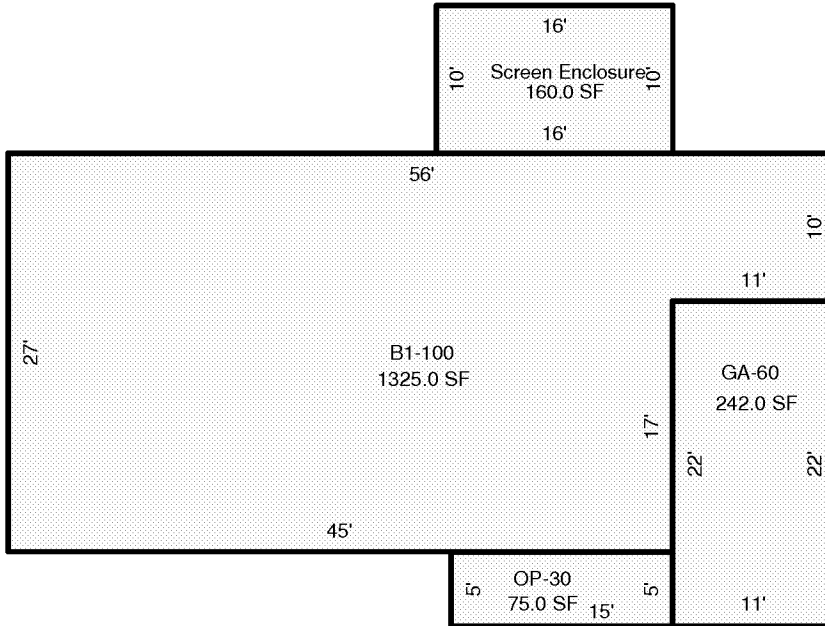 16'
10'
Screen Enclosure
10'
160.0 SF
16'
56'
10'
11'
27'
B1-100
1325.0 SF
GA-60
242.0 SF
17'
22'
22'
45'
OP-30
5'
75.0 SF
15'
5'
11'